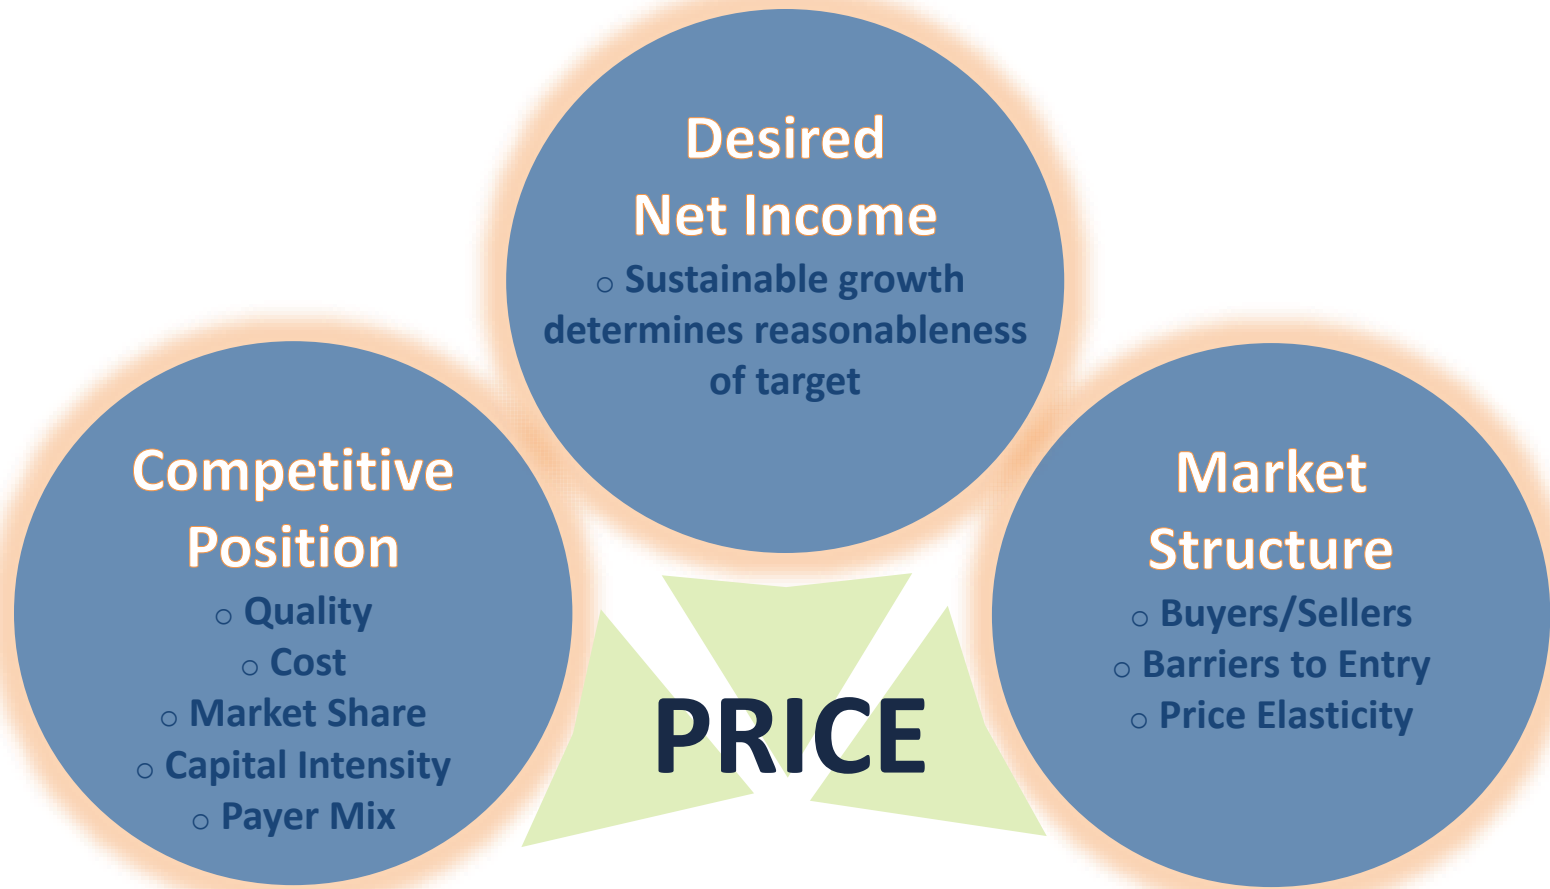 Desired
Net Income
○ Sustainable growth
determines reasonableness
of target
Competitive
Position
○ Quality
○ Cost
○ Market Share
○ Capital Intensity
○ Payer Mix
Market
Structure
○ Buyers/Sellers
○ Barriers to Entry
○ Price Elasticity
PRICE